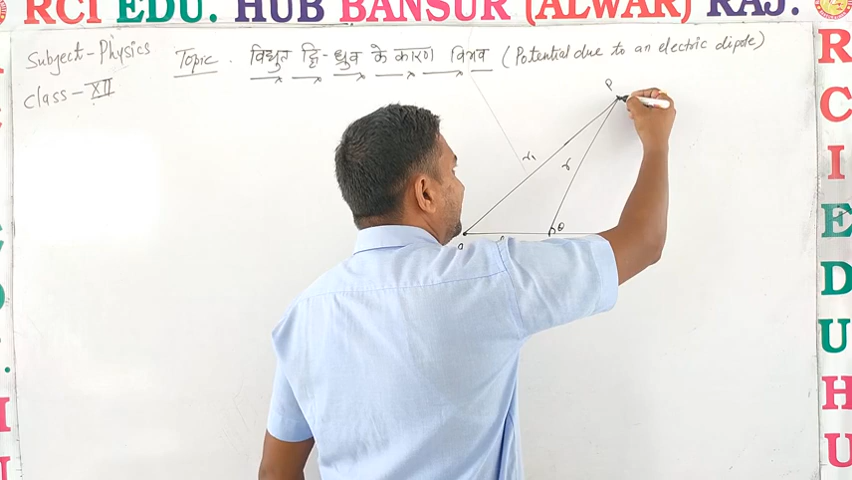 RCI EDU. HUB BANSUR (ALWAR) RAJ.
Subject - Physics
Topic. विद्युत द्वि-ध्रुव के कारण विभव (Potential due to an electric dipole)
Class - XII
P
r₁
r
θ
R
C
I
E
D
U
H
U